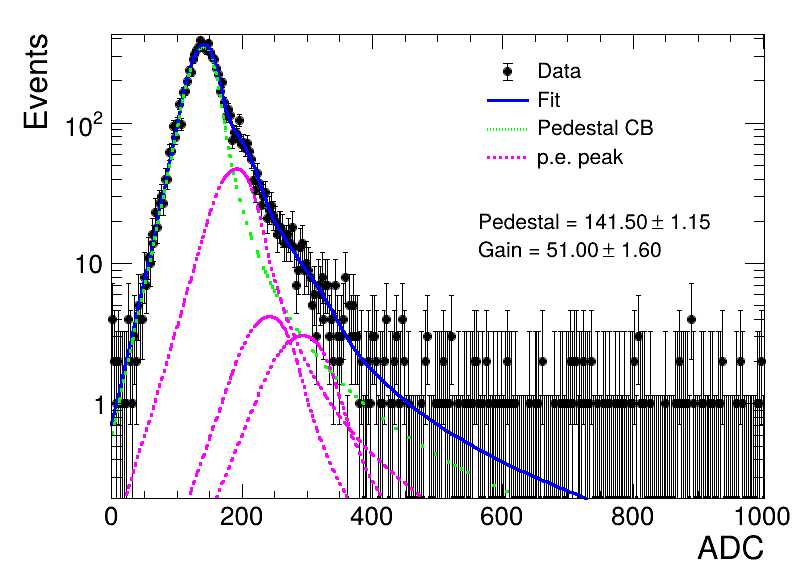 Events
10²
10
1
Data
Fit
Pedestal CB
p.e. peak
Pedestal = 141.50 ± 1.15
Gain = 51.00 ± 1.60
0 200 400 600 800 1000
ADC